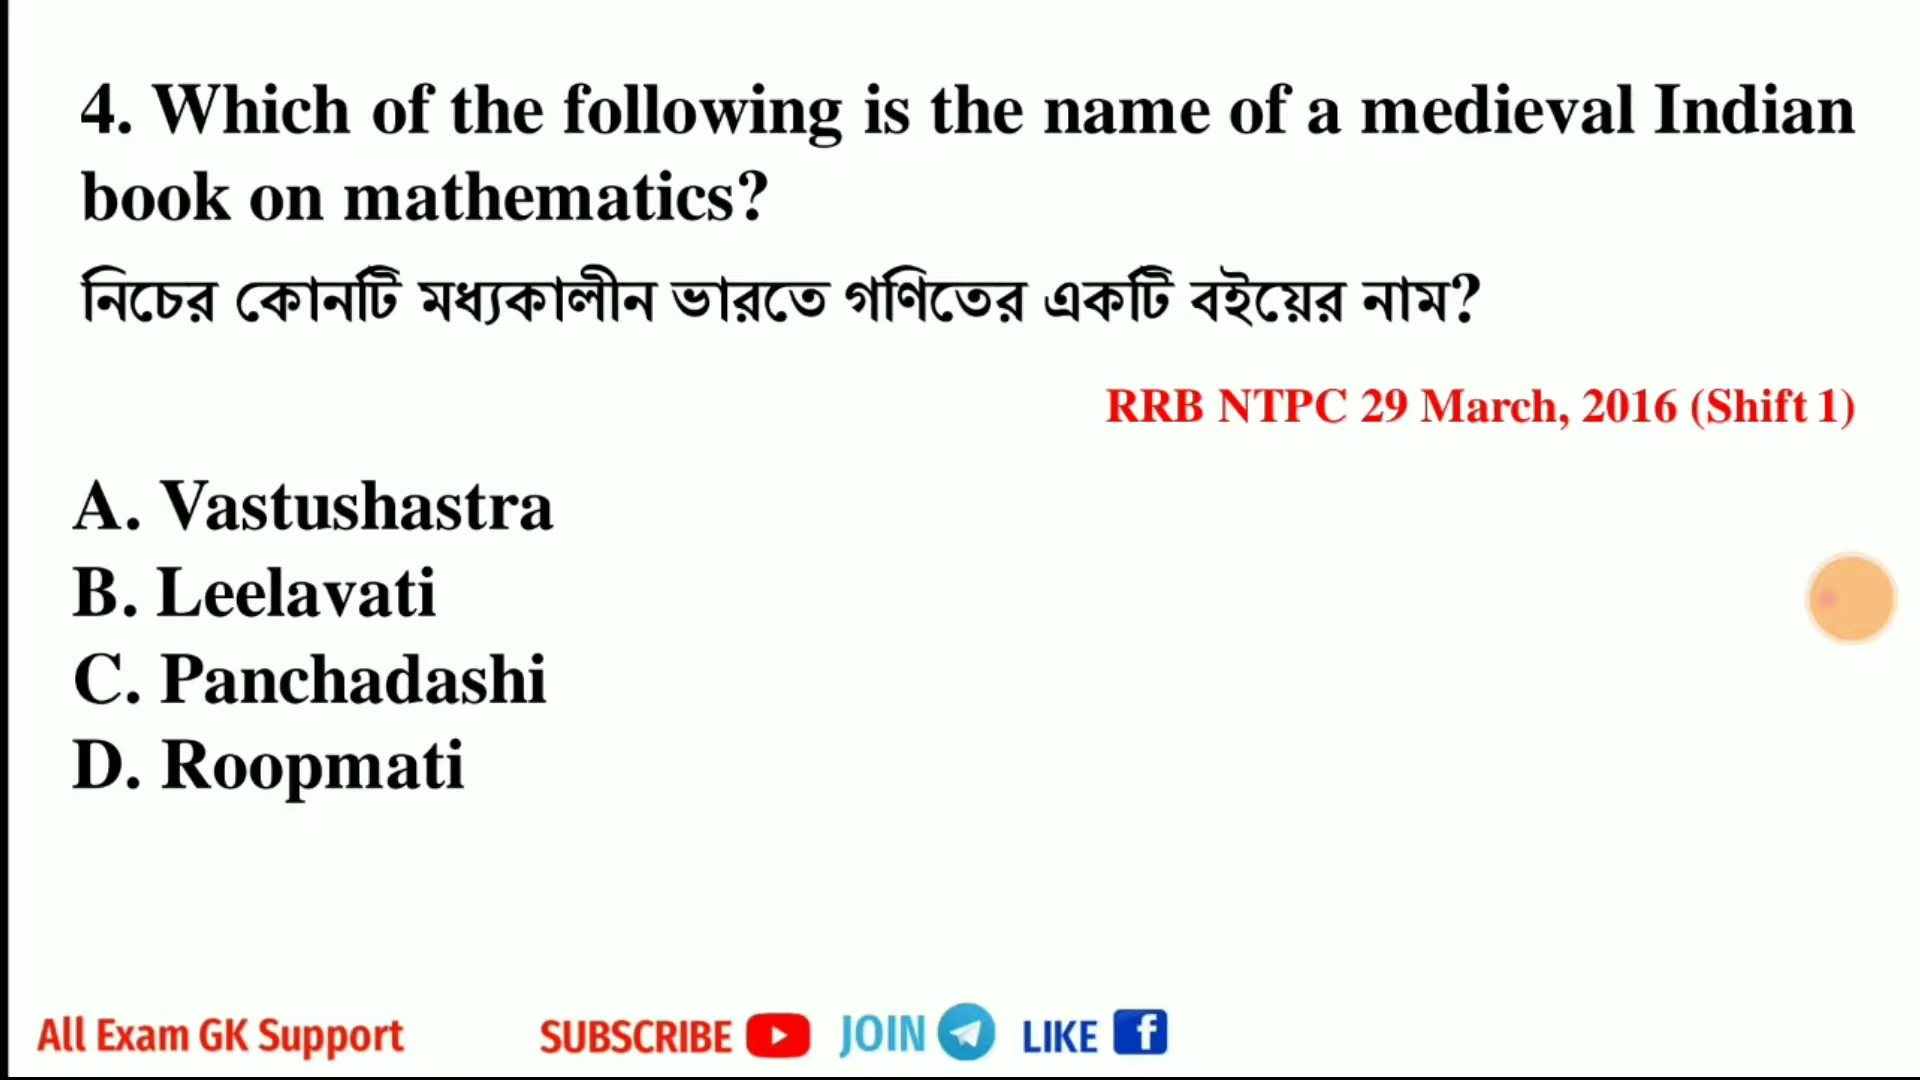 4. Which of the following is the name of a medieval Indian
book on mathematics?
নিচের কোনটি মধ্যকালীন ভারতে গণিতের একটি বইয়ের নাম?
RRB NTPC 29 March, 2016 (Shift 1)
A. Vastushastra
B. Leelavati
C. Panchadashi
D. Roopmati
All Exam GK Support SUBSCRIBE JOIN LIKE f